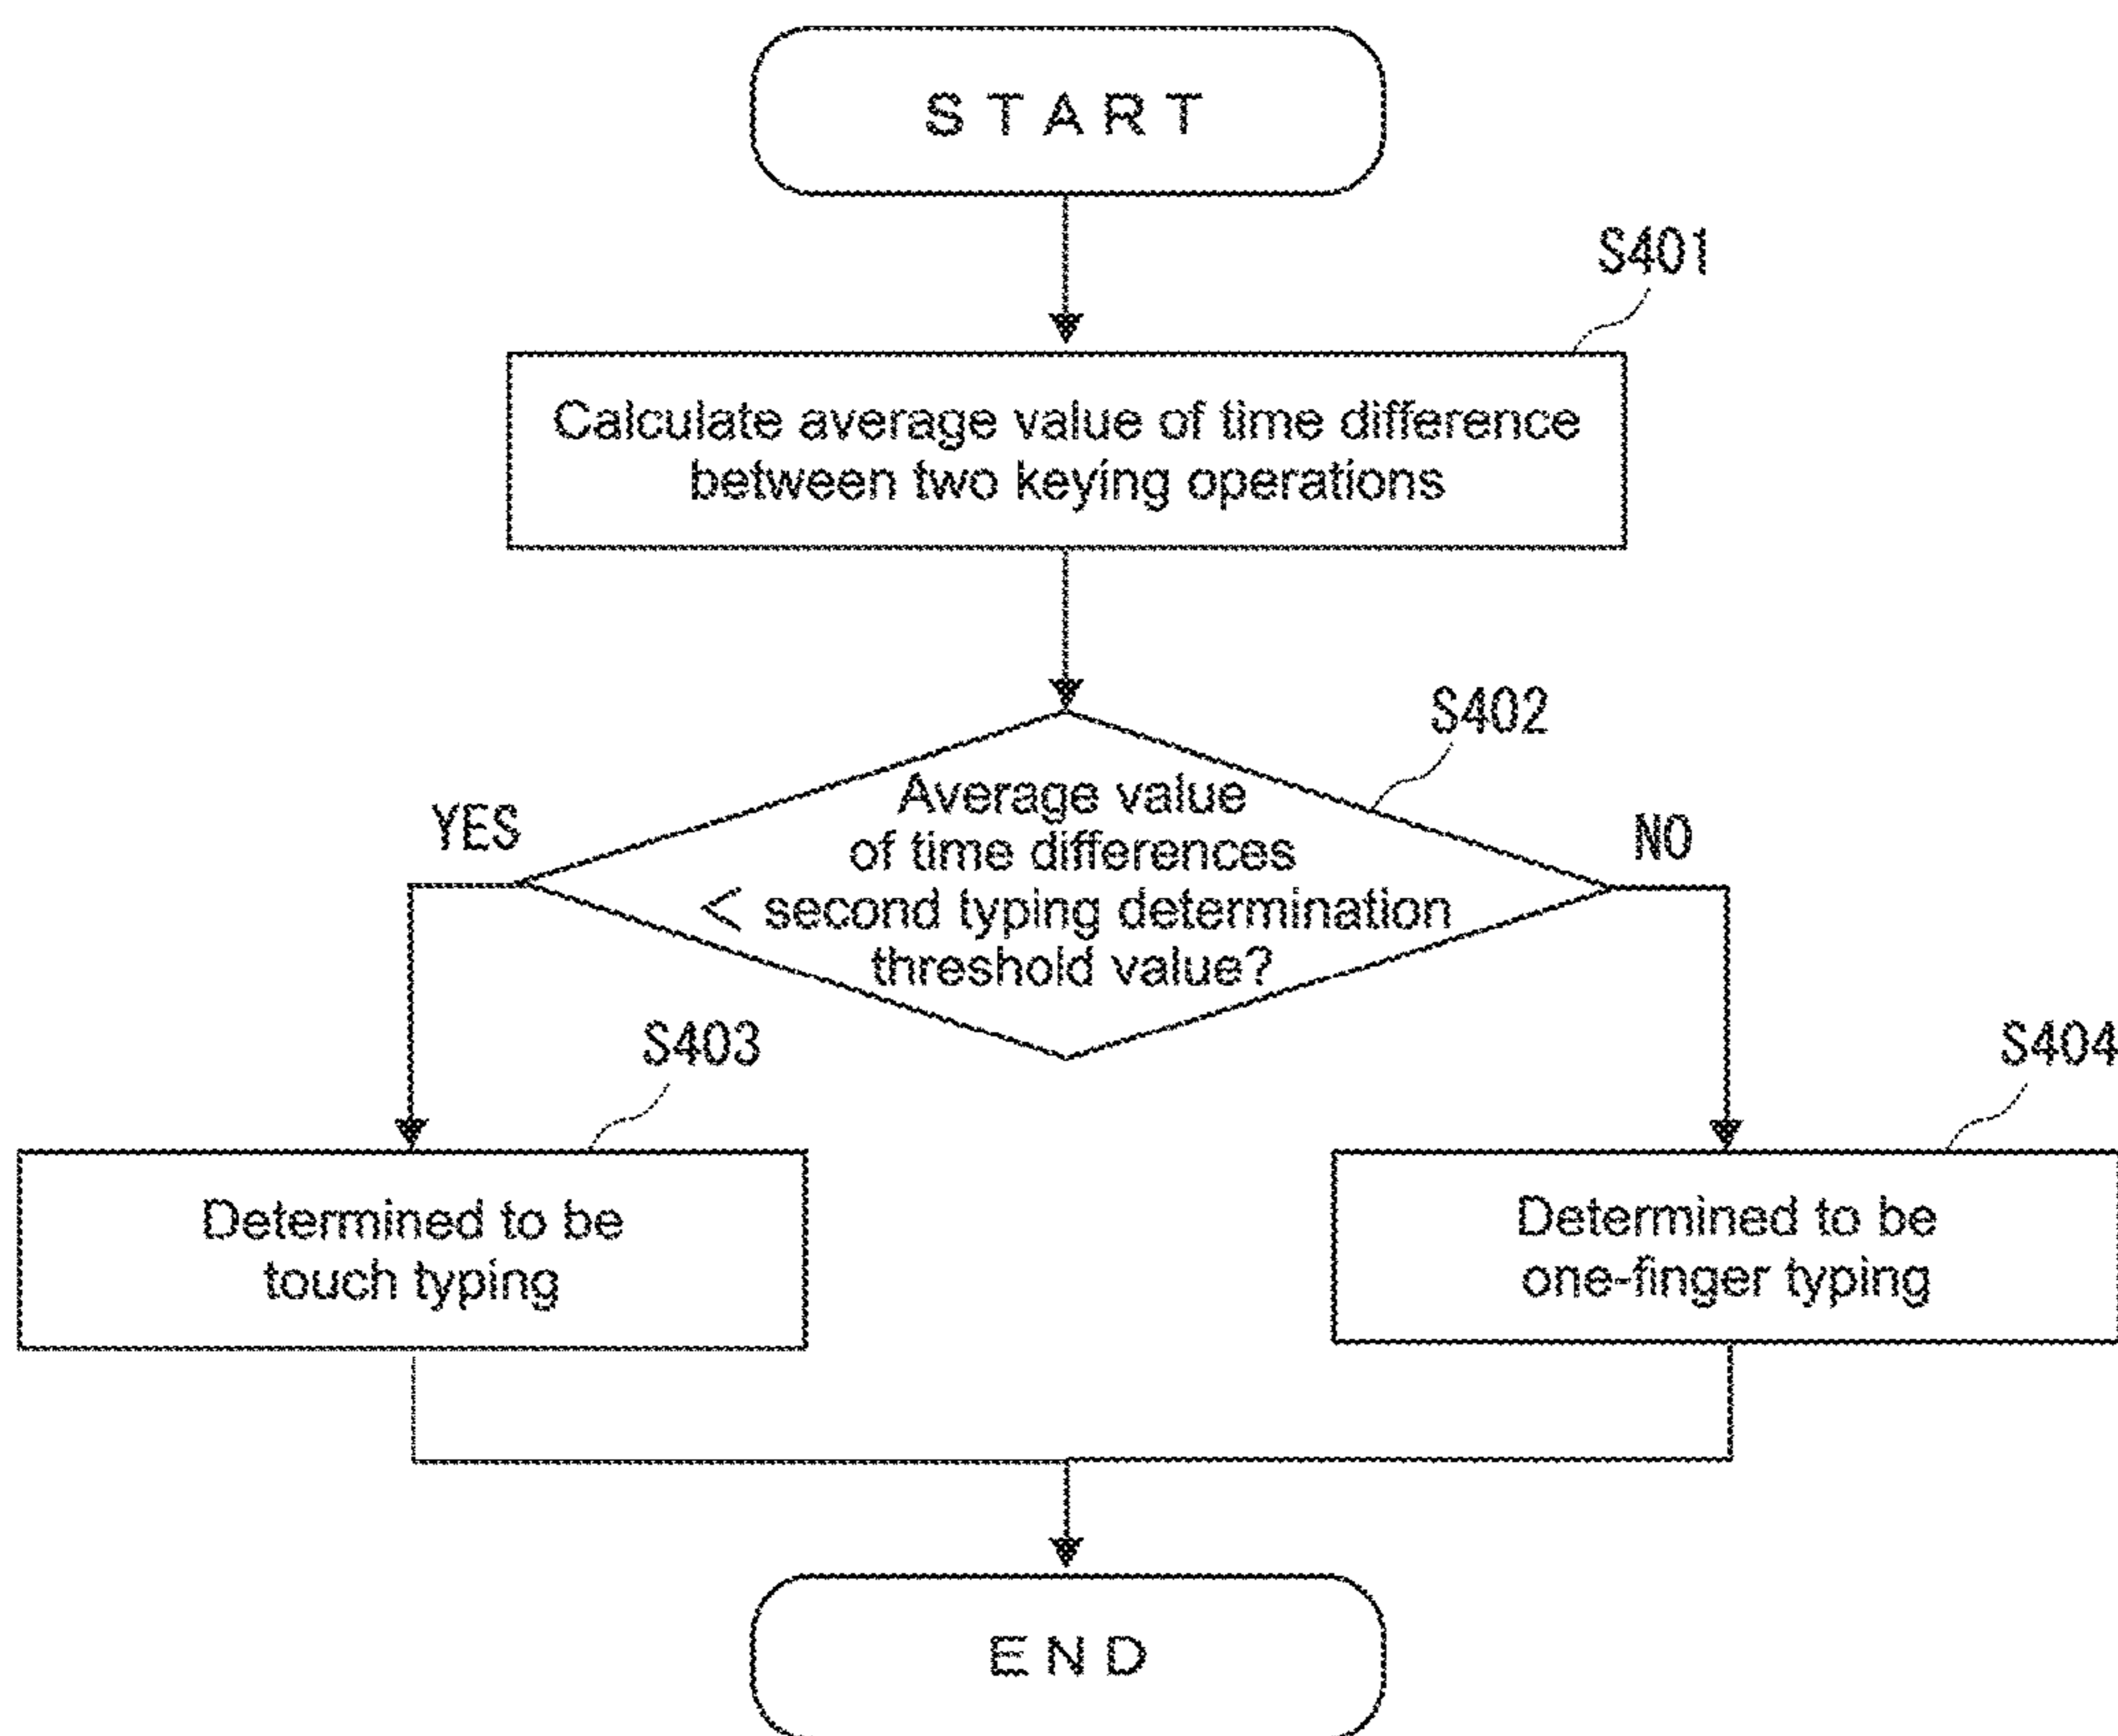 START
S401
Calculate average value of time difference
between two keying operations
S402
Average value
of time differences
< second typing determination
threshold value?
YES
NO
S403
Determined to be
touch typing
S404
Determined to be
one-finger typing
END